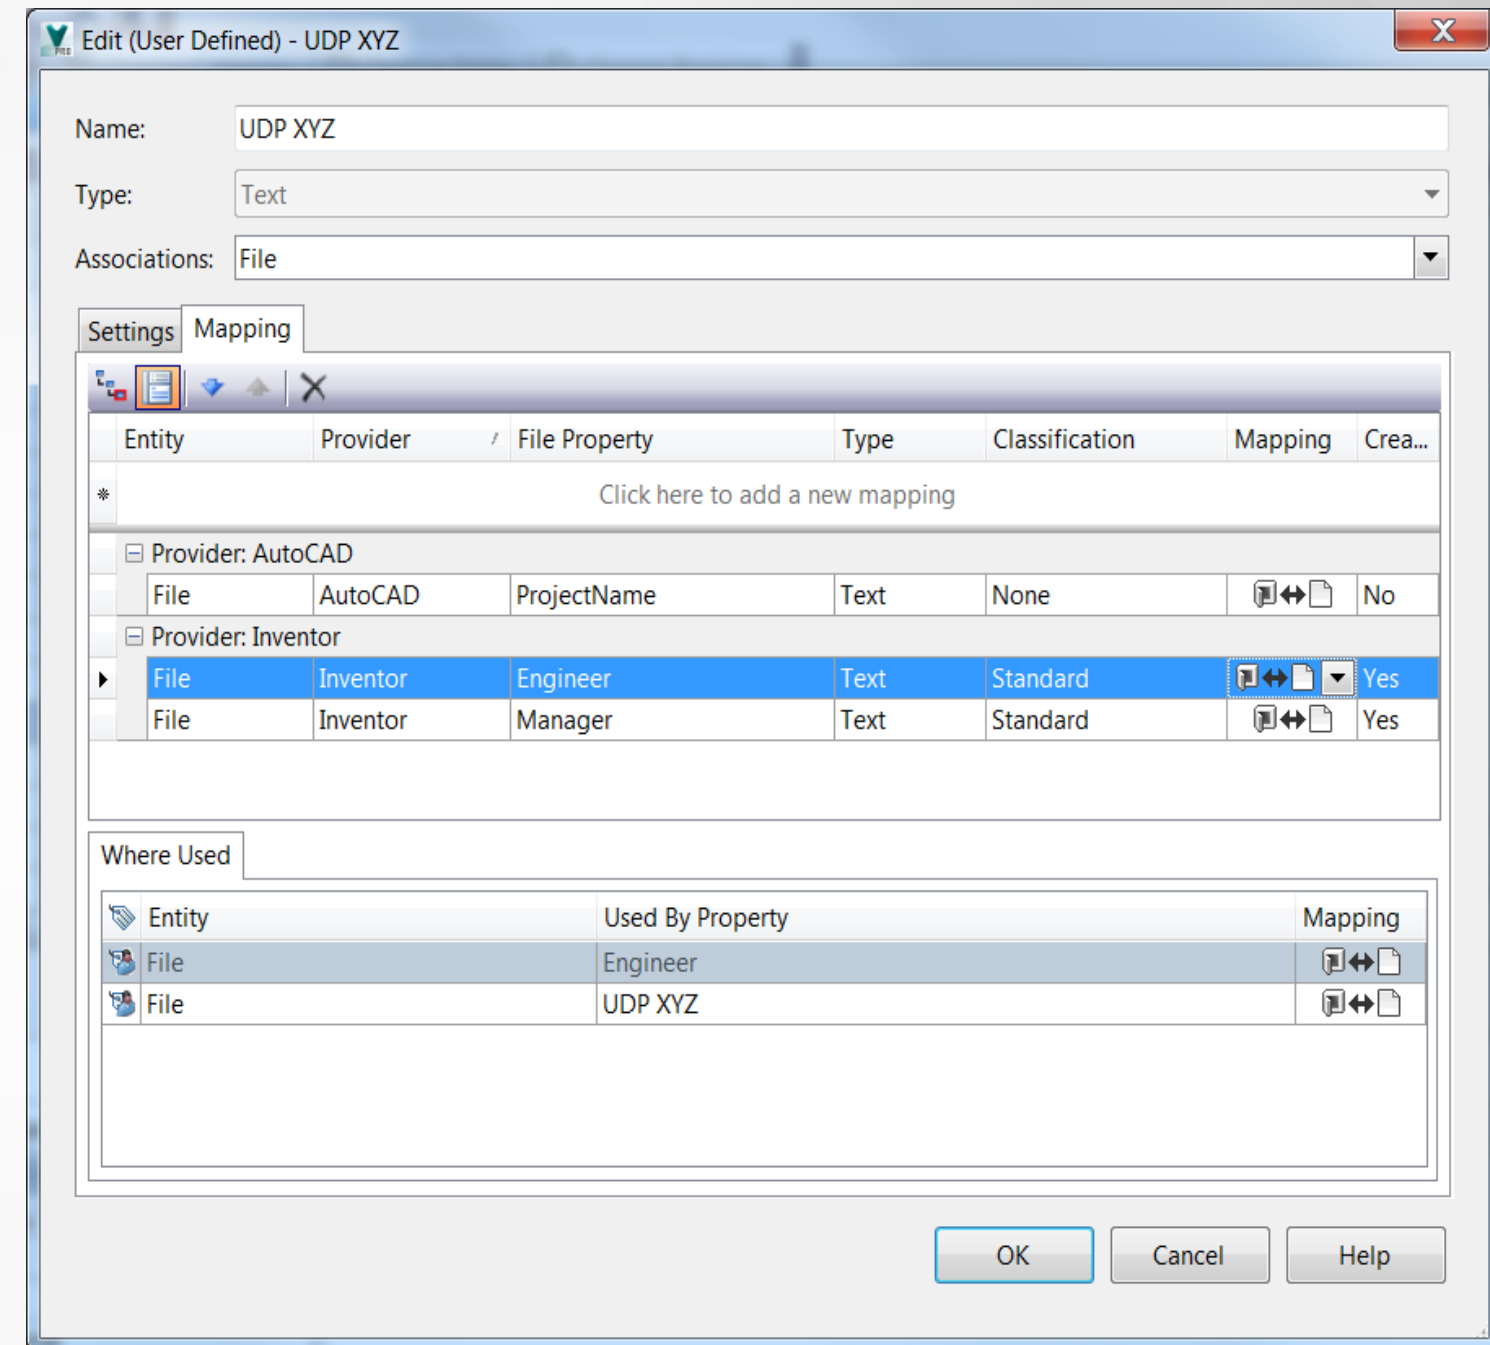 Edit (User Defined) - UDP XYZ
X
PRO
Name: UDP XYZ
Type: Text
Associations: File
Settings Mapping
Entity Provider File Property Type Classification Mapping Crea...
Click here to add a new mapping
Provider: AutoCAD
File AutoCAD ProjectName Text None No
Provider: Inventor
File Inventor Engineer Text Standard Yes
File Inventor Manager Text Standard Yes
Where Used
Entity Used By Property Mapping
File Engineer
File UDP XYZ
OK Cancel Help